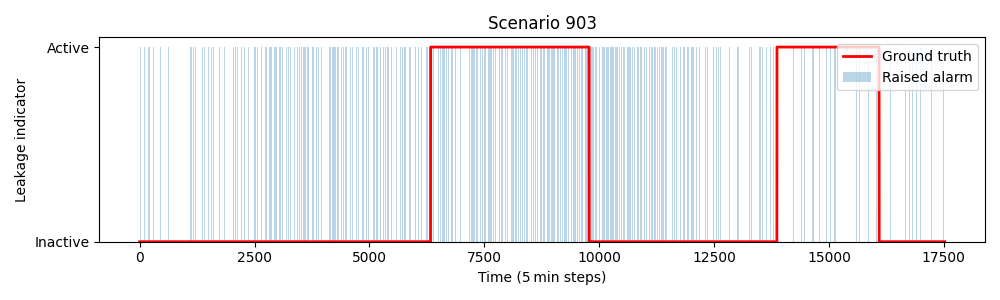 Scenario 903
Active
Inactive
Leakage indicator
Ground truth
Raised alarm
0 2500 5000 7500 10000 12500 15000 17500
Time (5 min steps)